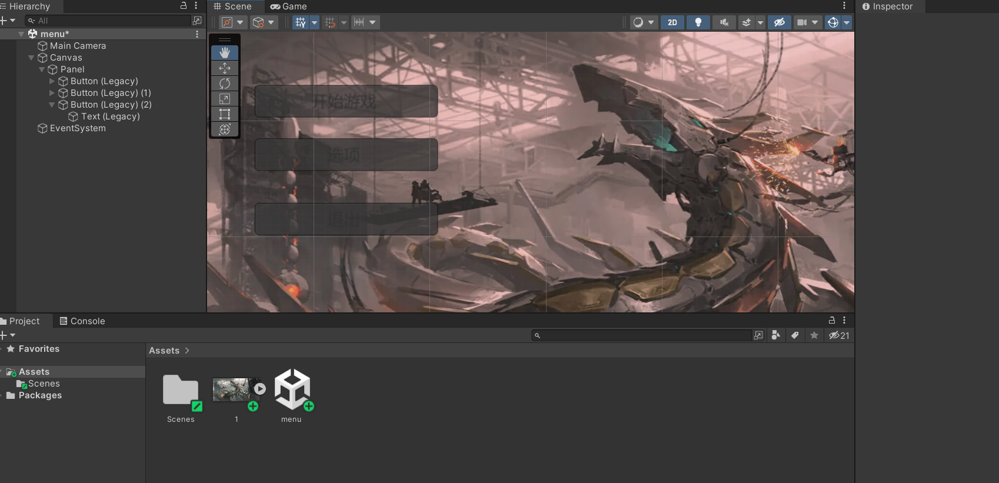 Hierarchy
All
menu*
Main Camera
Canvas
Panel
Button (Legacy)
Button (Legacy) (1)
Button (Legacy) (2)
Text (Legacy)
EventSystem
Scene
Game
2D
开始游戏
选项
退出
Inspector
Project
Console
21
Favorites
Assets
Scenes
Packages
Assets
Scenes
1
menu